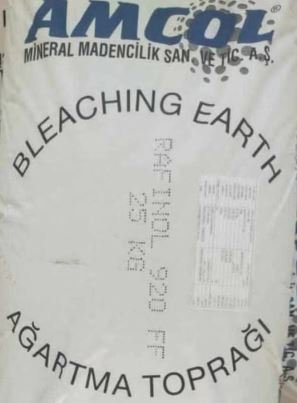 AMCOL
MİNERAL MADENCİLİK SAN. VE TİC. A.Ş.
BLEACHING EARTH
RAFINOL 920 FF
25 KG
AĞARTMA TOPRAĞI